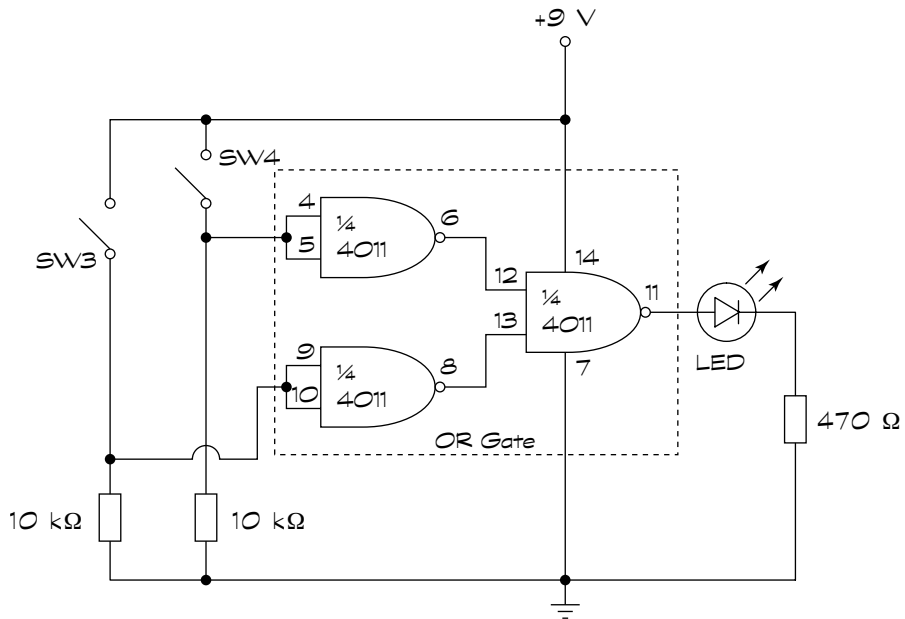 +9 V
SW4
SW3
4
5
¼
4011
6
9
10
¼
4011
8
12
13
14
¼
4011
11
7
OR Gate
LED
470 Ω
10 kΩ
10 kΩ